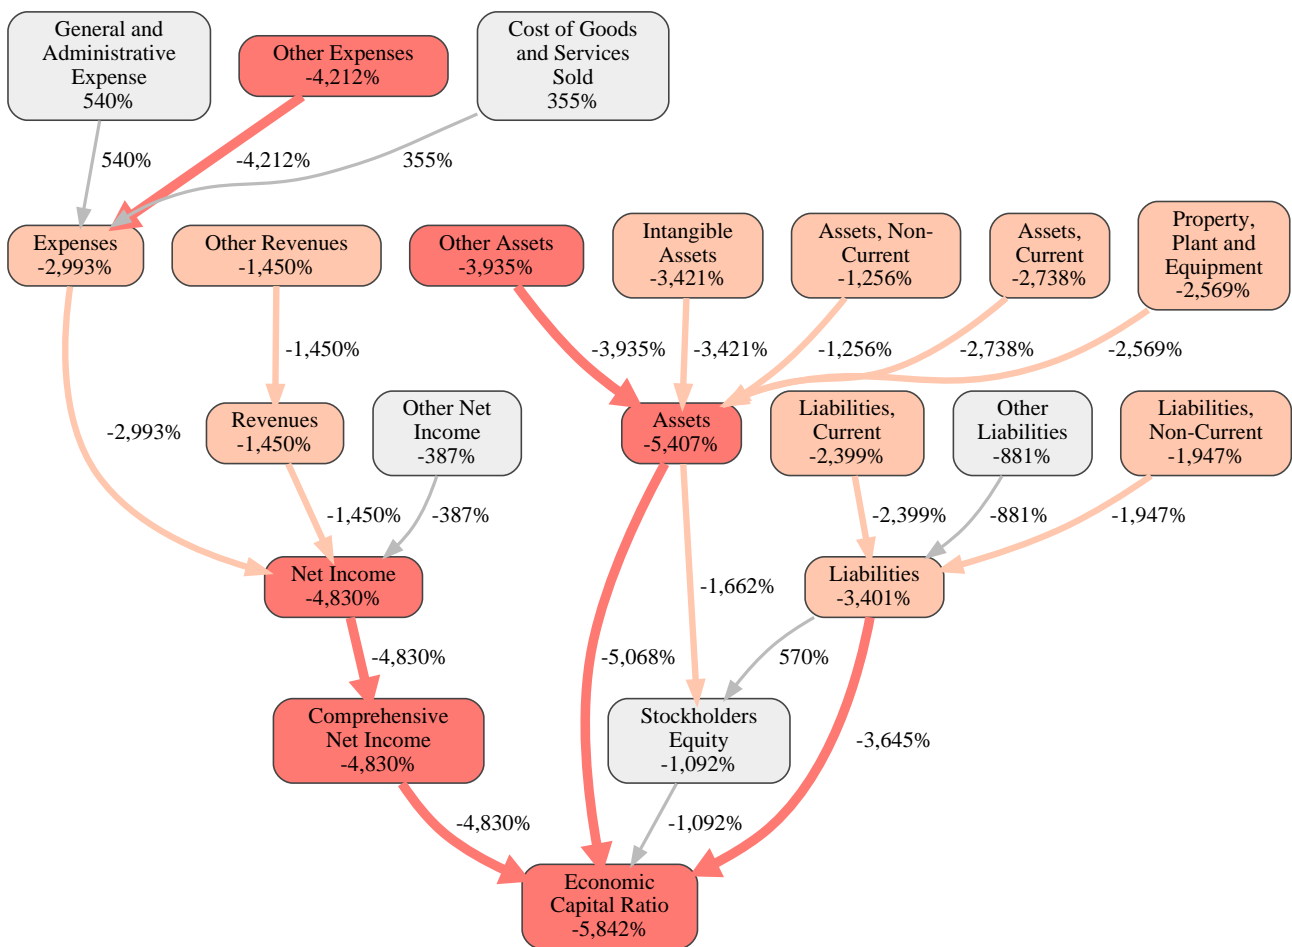 General and
Administrative
Expense
540%
Other Expenses
-4,212%
Cost of Goods
and Services
Sold
355%
540%
-4,212%
355%
Expenses
-2,993%
Other Revenues
-1,450%
Other Assets
-3,935%
Intangible
Assets
-3,421%
Assets, Non-
Current
-1,256%
Assets,
Current
-2,738%
Property,
Plant and
Equipment
-2,569%
-1,450%
-3,935%
-3,421%
-1,256%
-2,738%
-2,569%
-2,993%
Revenues
-1,450%
Other Net
Income
-387%
Assets
-5,407%
Liabilities,
Current
-2,399%
Other
Liabilities
-881%
Liabilities,
Non-Current
-1,947%
-1,450%
-387%
-2,399%
-881%
-1,947%
Net Income
-4,830%
-1,662%
Liabilities
-3,401%
-4,830%
-5,068%
570%
-3,645%
Comprehensive
Net Income
-4,830%
Stockholders
Equity
-1,092%
-4,830%
-1,092%
Economic
Capital Ratio
-5,842%